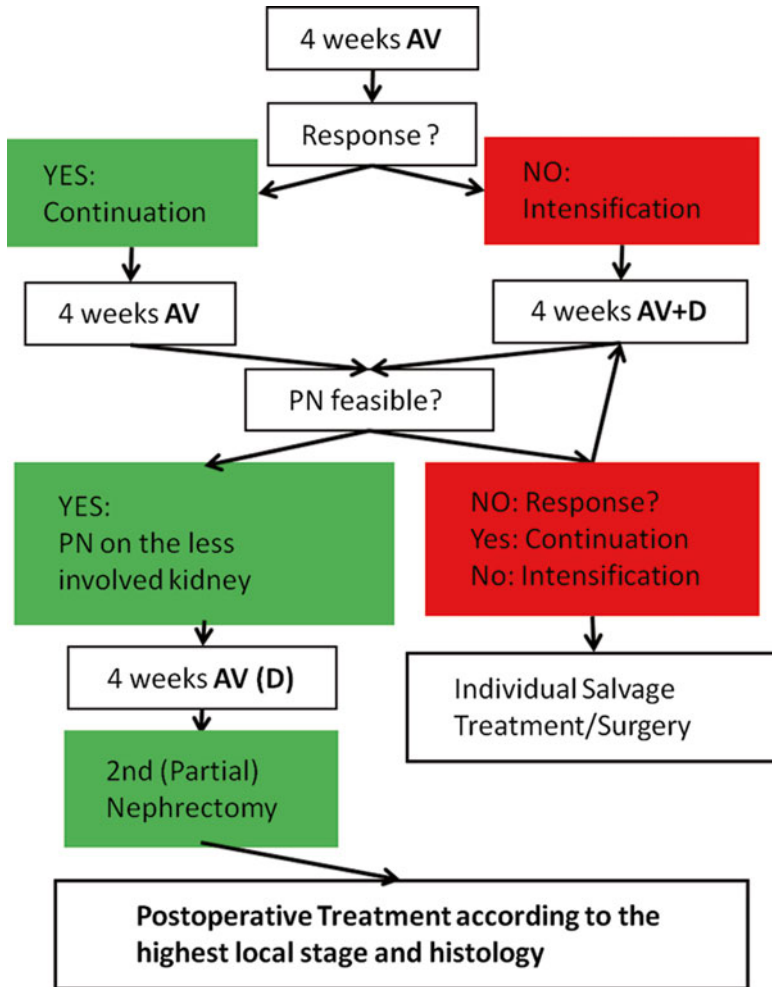 4 weeks AV
Response ?
YES:
Continuation
NO:
Intensification
4 weeks AV
4 weeks AV+D
PN feasible?
YES:
PN on the less
involved kidney
NO: Response?
Yes: Continuation
No: Intensification
4 weeks AV (D)
Individual Salvage
Treatment/Surgery
2nd (Partial)
Nephrectomy
Postoperative Treatment according to the
highest local stage and histology